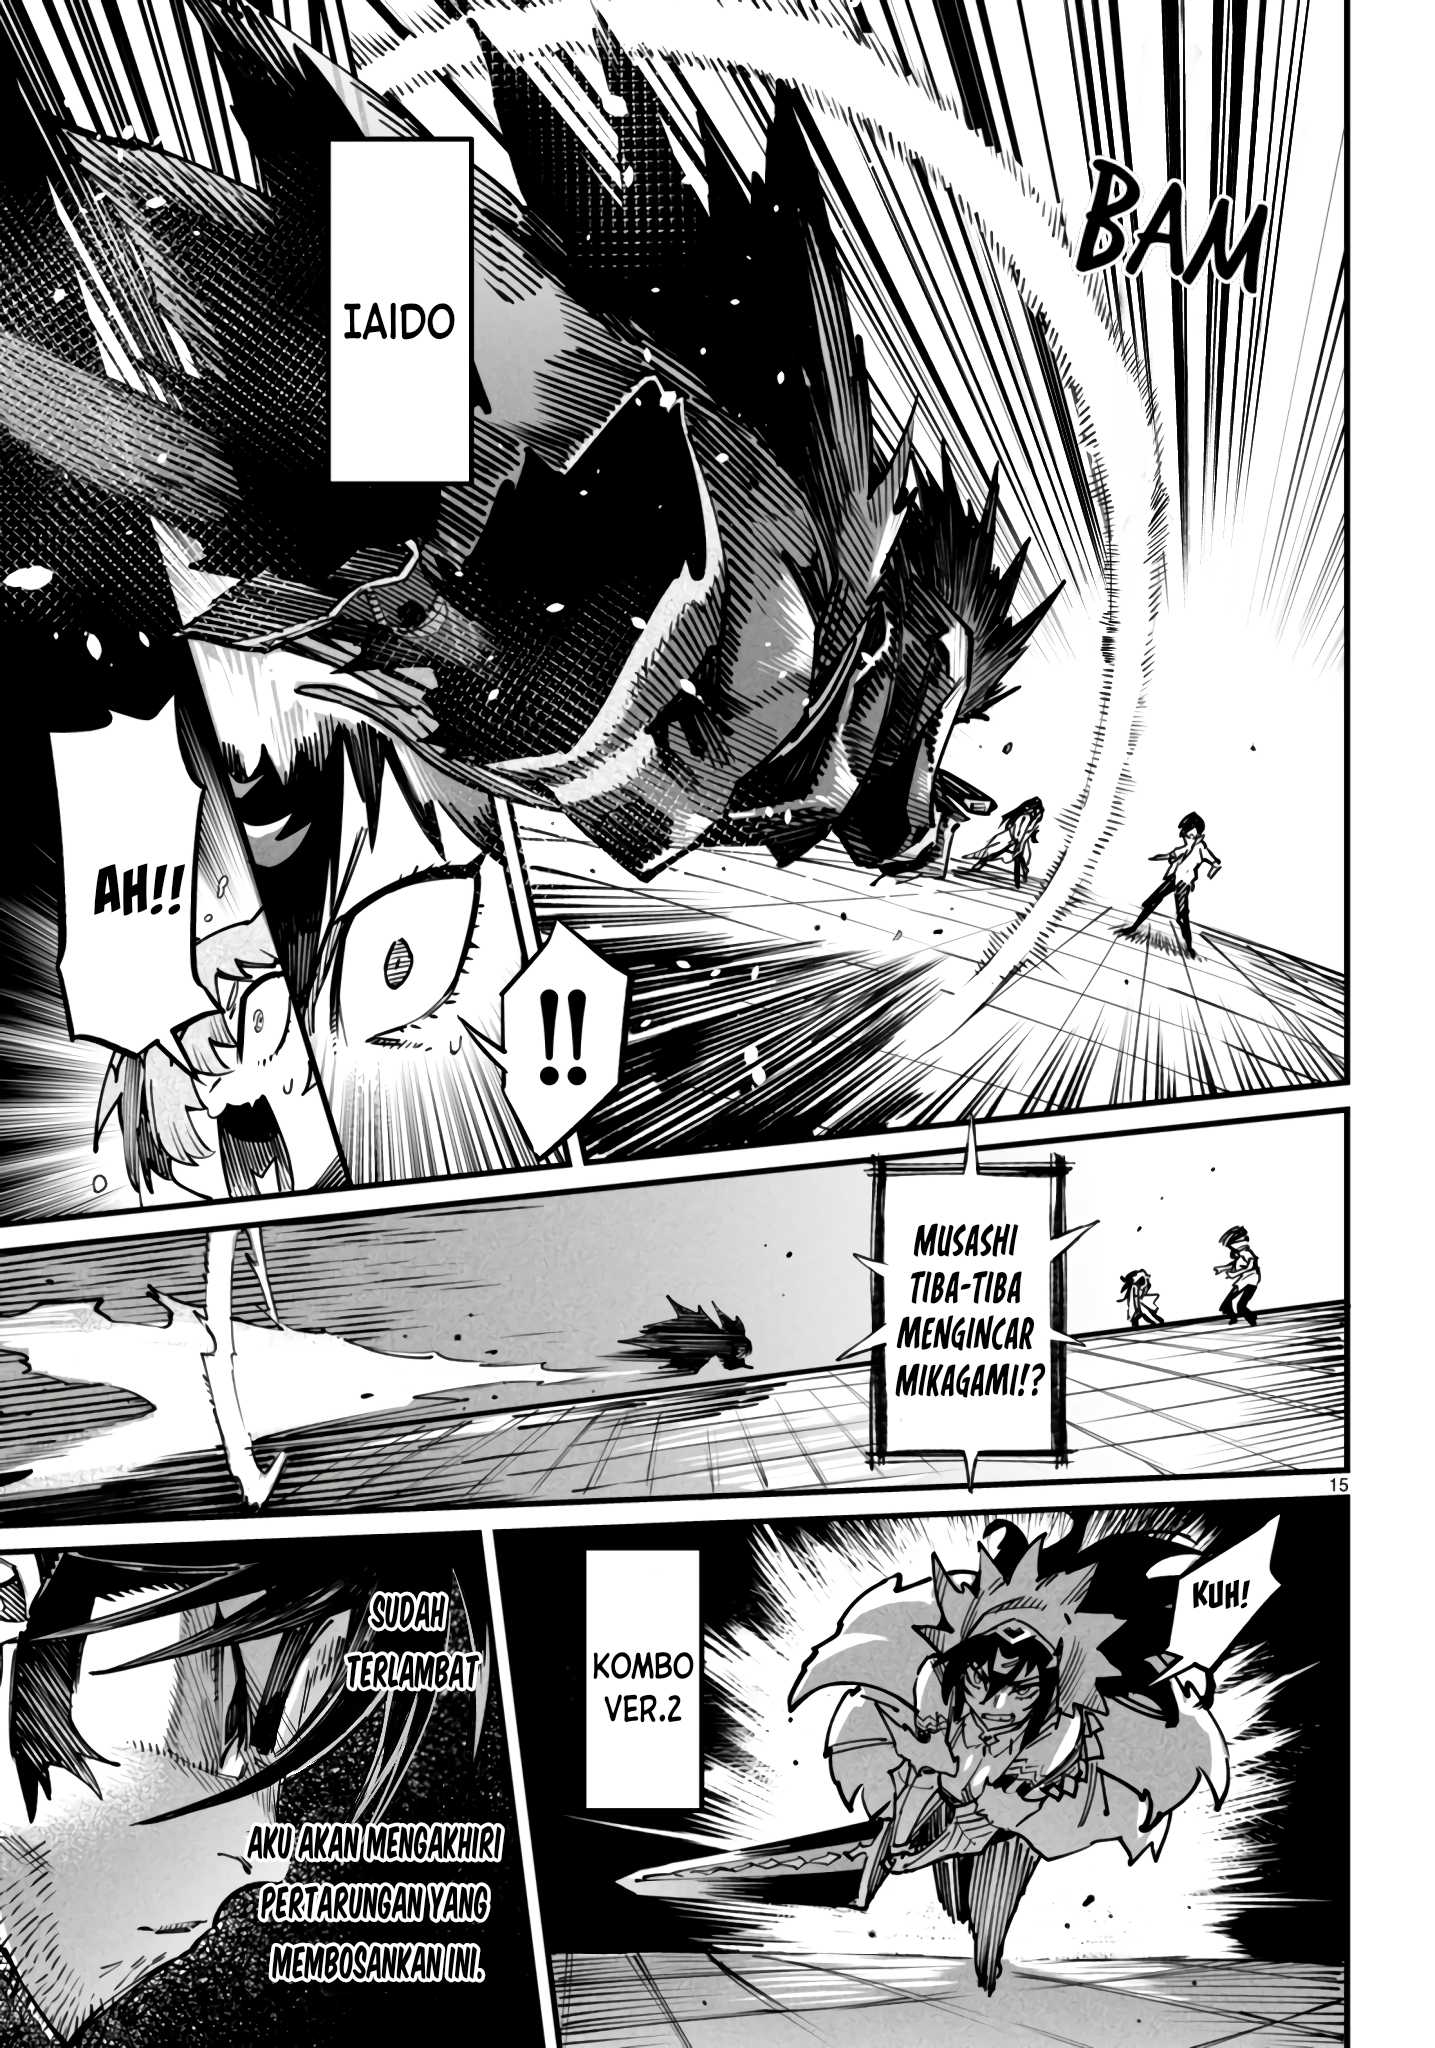 BAM
IAIDO
!!
AH!!
MUSASHI
TIBA-TIBA
MENGINCAR
MIKAGAMI!?
15
KUH!
KOMBO
VER.2
SUDAH
TERLAMBAT
AKU AKAN MENGAKHIRI
PERTARUNGAN YANG
MEMBOSANKAN INI.